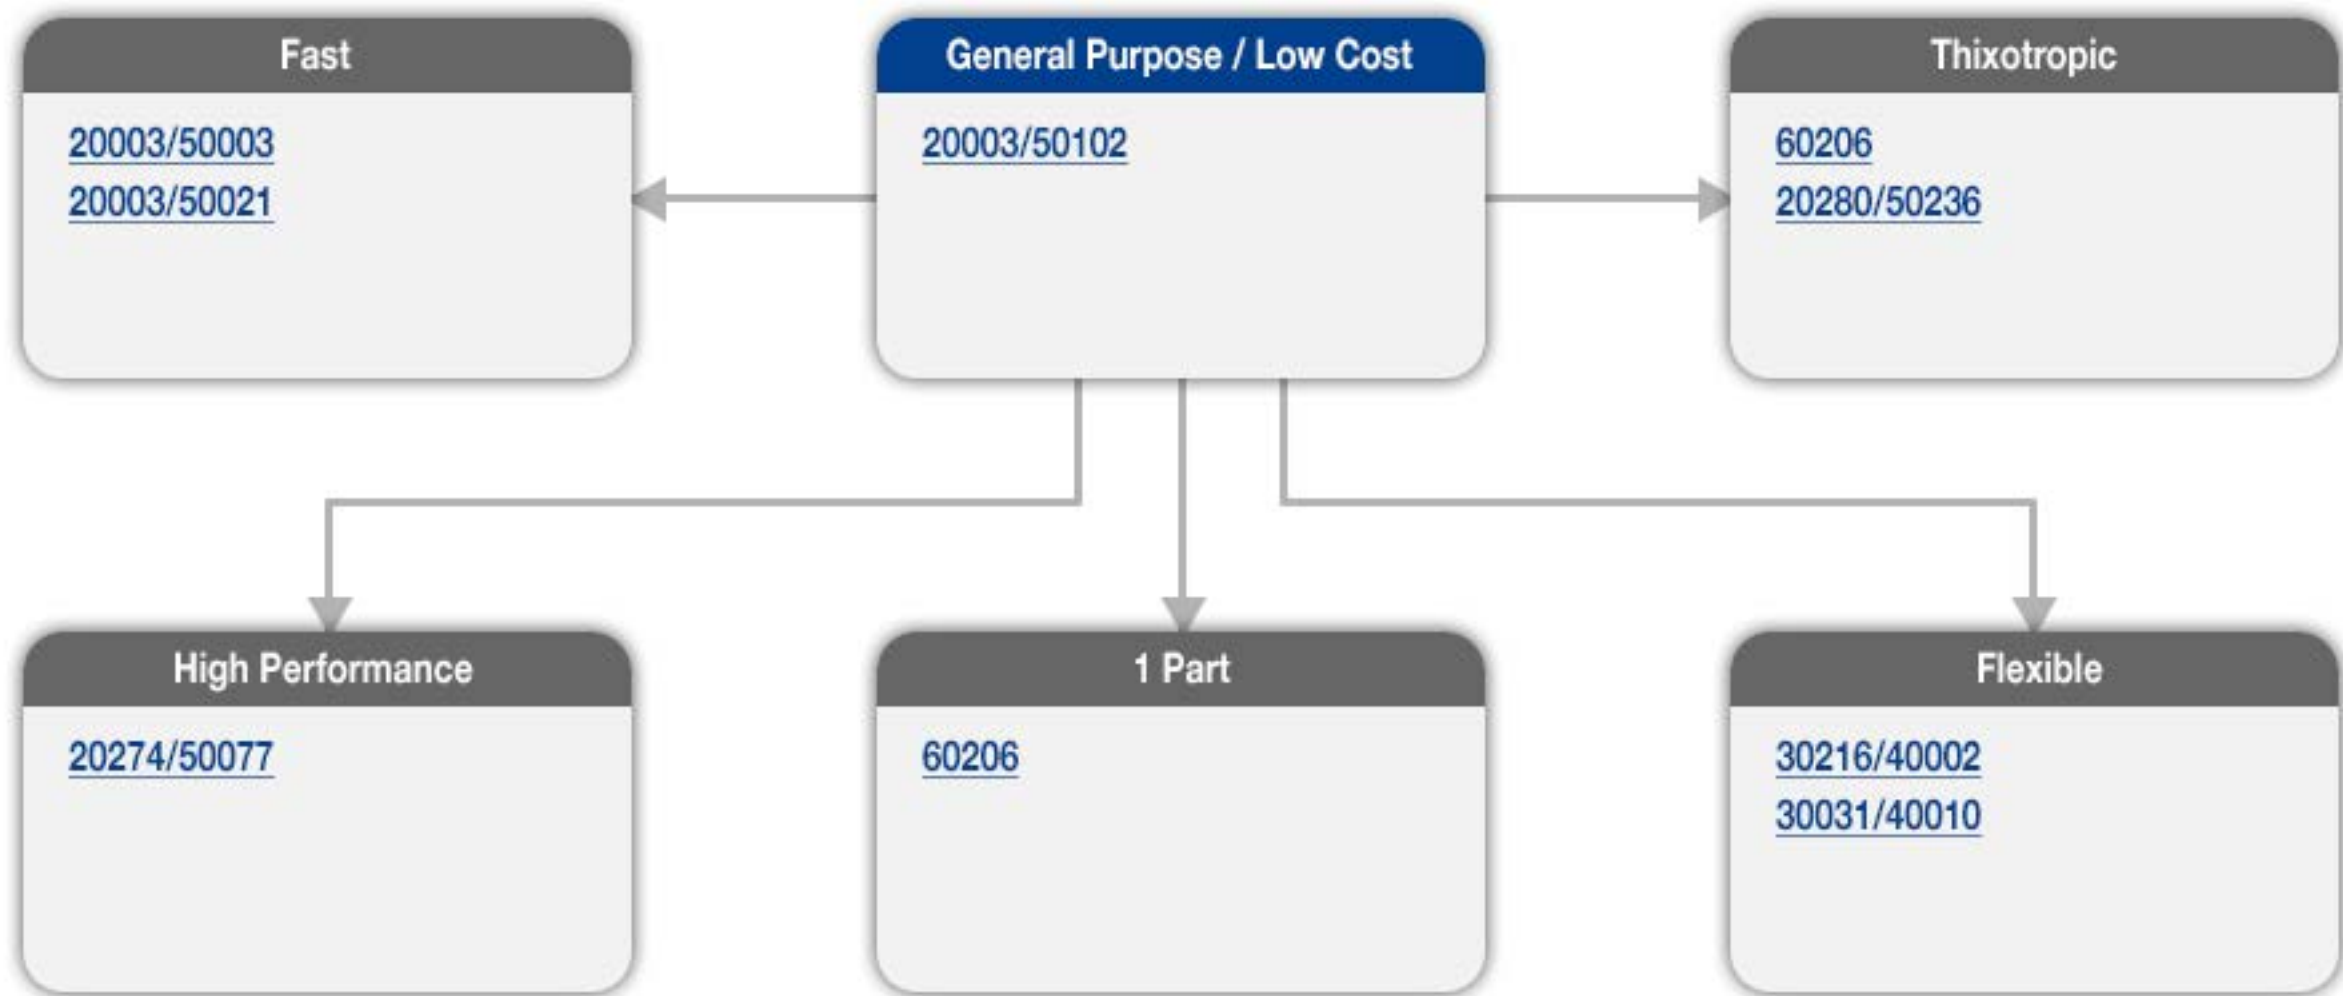 Fast
20003/50003
20003/50021
General Purpose / Low Cost
20003/50102
Thixotropic
60206
20280/50236
High Performance
20274/50077
1 Part
60206
Flexible
30216/40002
30031/40010